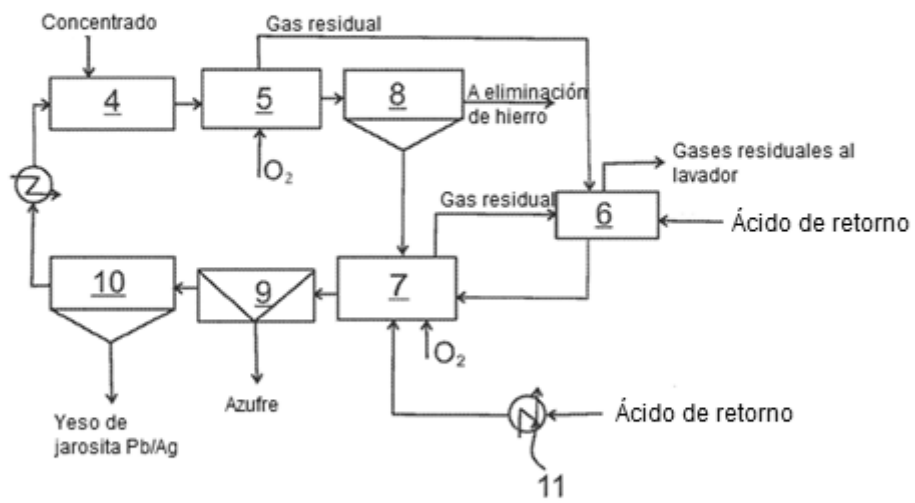 Concentrado
Gas residual
4
5
8
A eliminación
de hierro
O₂
Gases residuales al
lavador
Gas residual
6
Ácido de retorno
10
9
7
O₂
Azufre
Yeso de
jarosita Pb/Ag
Ácido de retorno
11